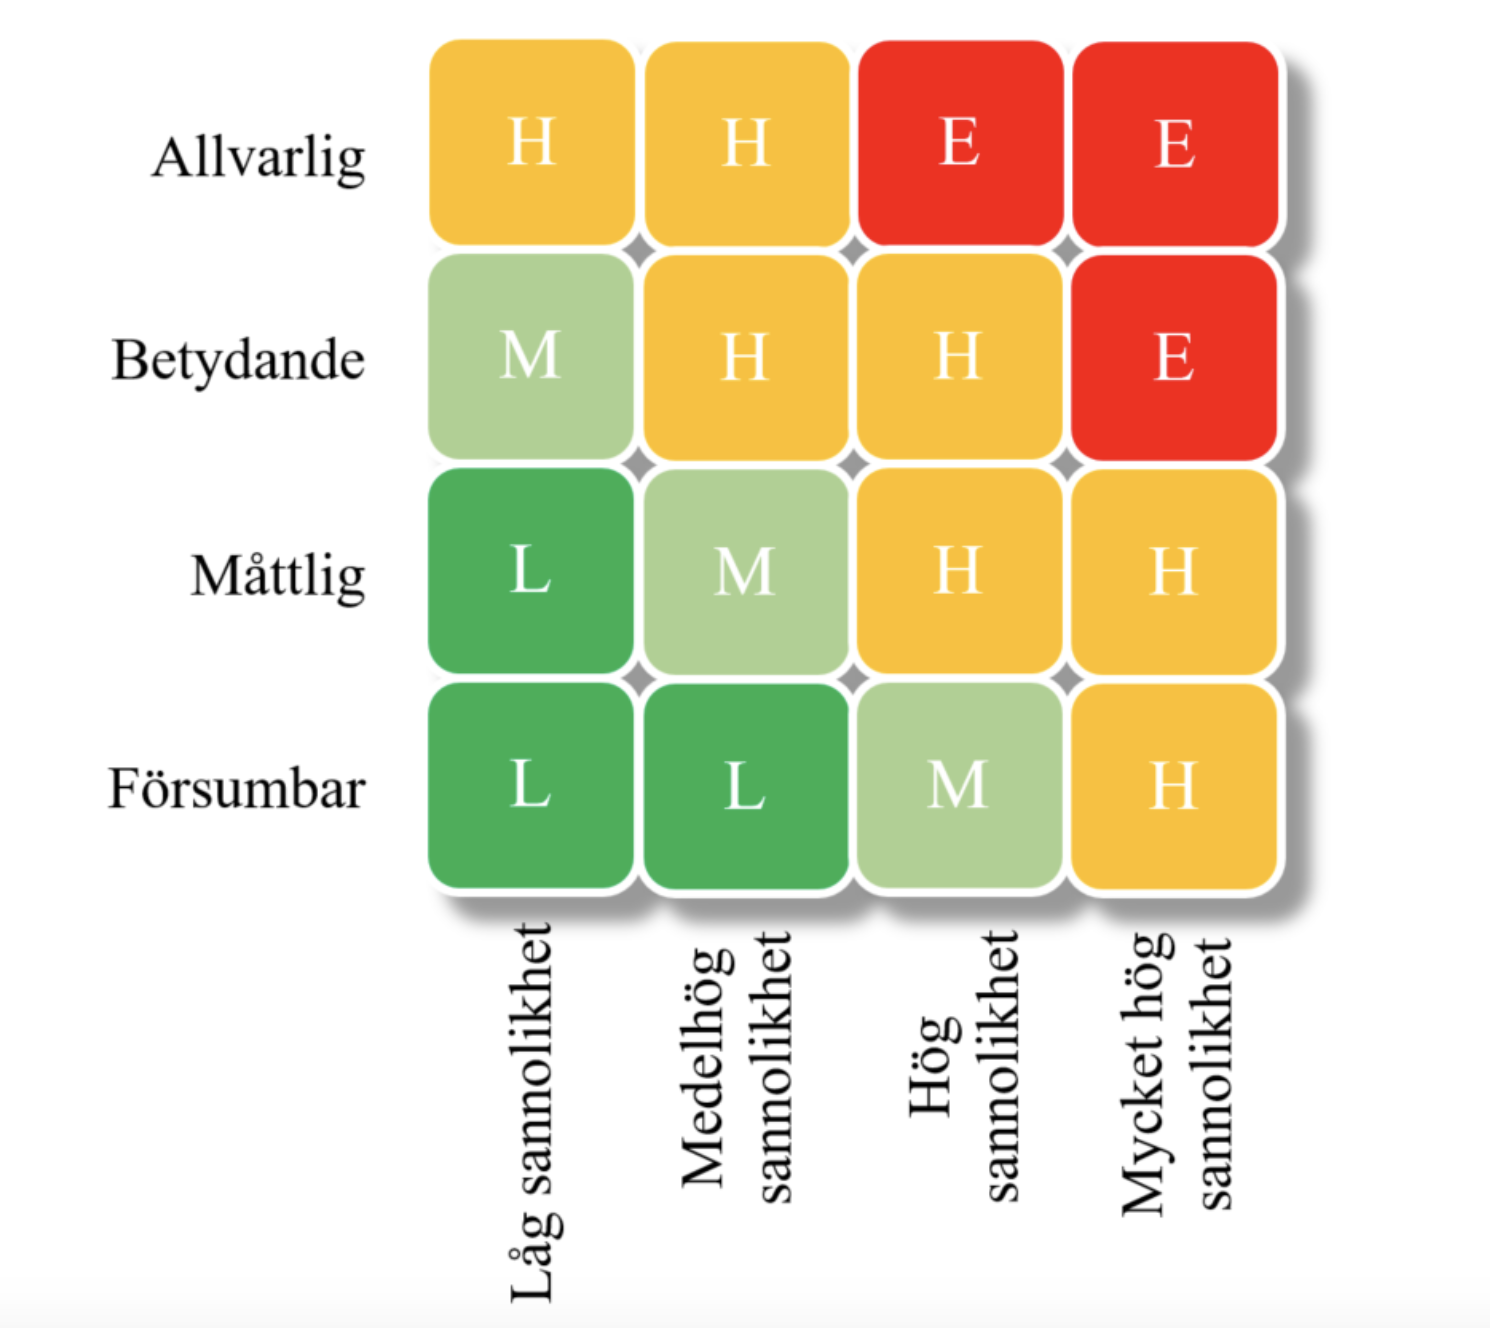 Allvarlig H H E E
Betydande M H H E
Måttlig L M H H
Försumbar L L M H
Låg sannolikhet
Medelhög
sannolikhet
Hög
sannolikhet
Mycket hög
sannolikhet